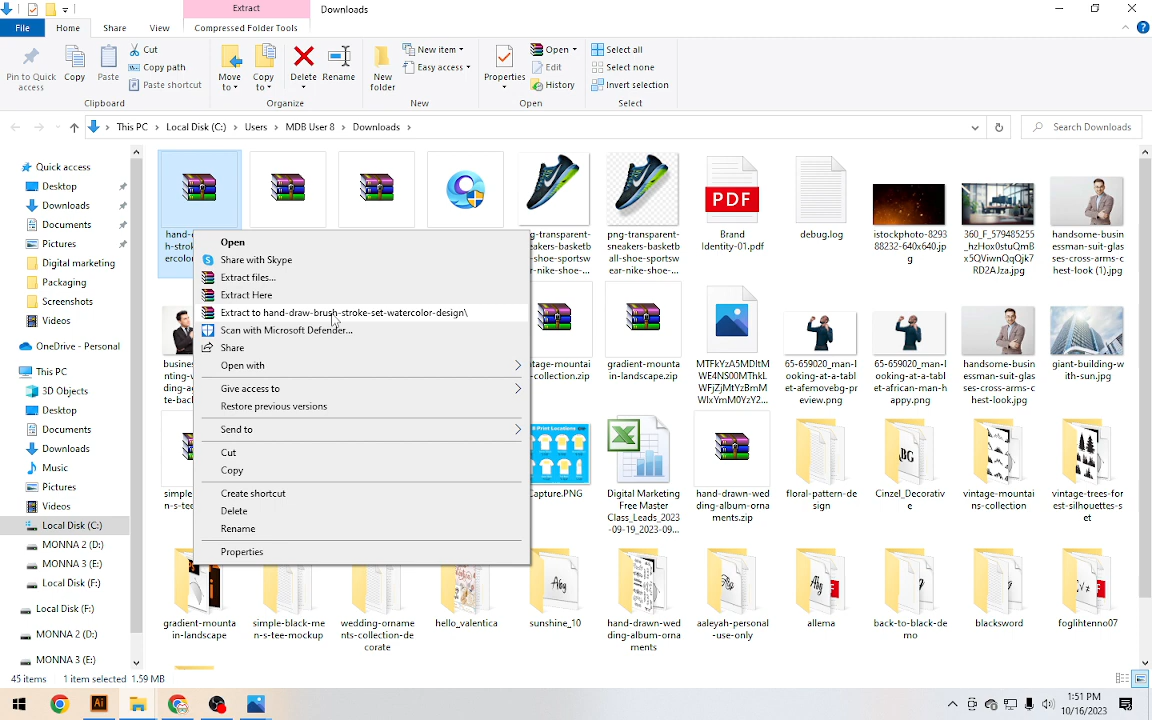 Extract
Downloads
File
Home
Share
View
Compressed Folder Tools
Pin to Quick access
Copy
Paste
Cut
Copy path
Paste shortcut
Clipboard
Move to
Copy to
Delete
Rename
Organize
New folder
New item
Easy access
New
Properties
Open
Edit
History
Open
Select all
Select none
Invert selection
Select
This PC > Local Disk (C:) > Users > MDB User 8 > Downloads >
Search Downloads
Quick access
Desktop
Downloads
Documents
Pictures
Digital marketing
Packaging
Screenshots
Videos
OneDrive - Personal
This PC
3D Objects
Desktop
Documents
Downloads
Music
Pictures
Videos
Local Disk (C:)
MONNA 2 (D:)
MONNA 3 (E:)
Local Disk (F:)
Local Disk (F:)
MONNA 2 (D:)
MONNA 3 (E:)
Open
Share with Skype
Extract files...
Extract Here
Extract to hand-draw-brush-stroke-set-watercolor-design\
Scan with Microsoft Defender...
Share
Open with
Give access to
Restore previous versions
Send to
Cut
Copy
Create shortcut
Delete
Rename
Properties
PDF
Brand
Identity-01.pdf
debug.log
istockphoto-8293
88232-640x640.jp
g
360_F_579485255
_hzHox0stuQmB
x5QViwnQqQjk7
RD2AJza.jpg
handsome-busin
essman-suit-glas
ses-cross-arms-c
hest-look (1).jpg
gradient-mounta
in-landscape.zip
MTFkYzA5MDItM
WE4NS00MThkL
WFjZjMtYzBmM
WIxYmM0YzY2...
65-659020_man-l
ooking-at-a-tabl
et-afemovebg-pr
eview.png
65-659020_man-l
ooking-at-a-tabl
et-african-man-h
appy.png
handsome-busin
essman-suit-glas
ses-cross-arms-c
hest-look.jpg
giant-building-w
ith-sun.jpg
Print Locations
Capture.PNG
Digital Marketing
Free Master
Class_Leads_2023
-09-19_2023-09...
hand-drawn-wed
ding-album-orna
ments.zip
floral-pattern-de
sign
BG
Cinzel_Decorativ
e
vintage-mountai
ns-collection
vintage-trees-for
est-silhouettes-s
et
gradient-mounta
in-landscape
simple-black-me
n-s-tee-mockup
wedding-orname
nts-collection-de
corate
hello_valentica
Abg
sunshine_10
hand-drawn-wed
ding-album-orna
ments
aaleyah-personal
-use-only
Abg
allema
back-to-black-de
mo
blacksword
foglihtenno07
45 items
1 item selected 1.59 MB
Ai
1:51 PM
10/16/2023